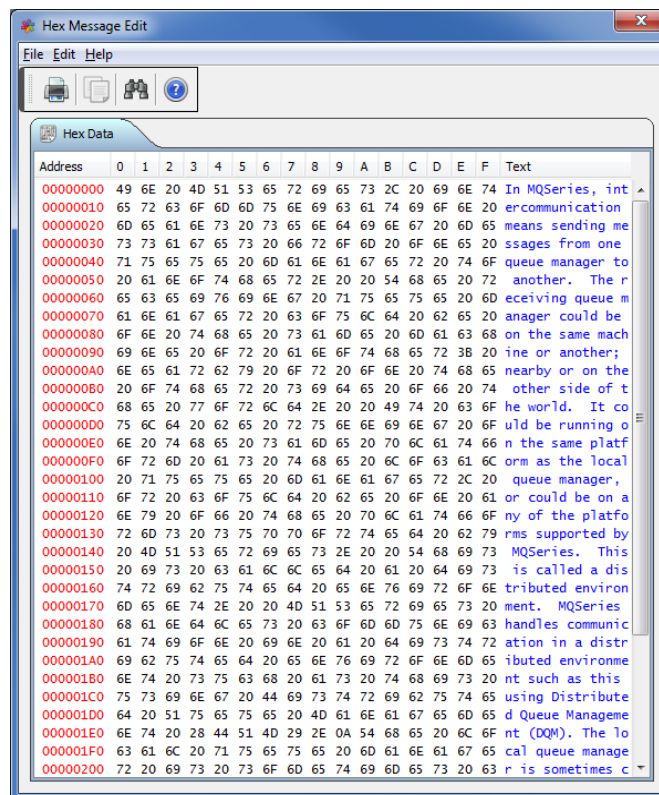 Hex Message Edit
File Edit Help
Hex Data
Address 0 1 2 3 4 5 6 7 8 9 A B C D E F Text
00000000 49 6E 20 4D 51 53 65 72 69 65 73 2C 20 69 6E 74 In MQSeries, int
00000010 65 72 63 6F 6D 6D 75 6E 69 63 61 74 69 6F 6E 20 ercommunication
00000020 6D 65 61 6E 73 20 73 65 6E 64 69 6E 67 20 6D 65 means sending me
00000030 73 73 61 67 65 73 20 66 72 6F 6D 20 6F 6E 65 20 ssages from one
00000040 71 75 65 75 65 20 6D 61 6E 61 67 65 72 20 74 6F queue manager to
00000050 20 61 6E 6F 74 68 65 72 2E 20 20 54 68 65 20 72 another.  The r
00000060 65 63 65 69 76 69 6E 67 20 71 75 65 75 65 20 6D eceiving queue m
00000070 61 6E 61 67 65 72 20 63 6F 75 6C 64 20 62 65 20 anager could be
00000080 6F 6E 20 74 68 65 20 73 61 6D 65 20 6D 61 63 68 on the same mach
00000090 69 6E 65 20 6F 72 20 61 6E 6F 74 68 65 72 3B 20 ine or another;
000000A0 6E 65 61 72 62 79 20 6F 72 20 6F 6E 20 74 68 65 nearby or on the
000000B0 20 6F 74 68 65 72 20 73 69 64 65 20 6F 66 20 74 other side of t
000000C0 68 65 20 77 6F 72 6C 64 2E 20 20 49 74 20 63 6F he world.  It co
000000D0 75 6C 64 20 62 65 20 72 75 6E 6E 69 6E 67 20 6F uld be running o
000000E0 6E 20 74 68 65 20 73 61 6D 65 20 70 6C 61 74 66 n the same platf
000000F0 6F 72 6D 20 61 73 20 74 68 65 20 6C 6F 63 61 6C orm as the local
00000100 20 71 75 65 75 65 20 6D 61 6E 61 67 65 72 2C 20 queue manager,
00000110 6F 72 20 63 6F 75 6C 64 20 62 65 20 6F 6E 20 61 or could be on a
00000120 6E 79 20 6F 66 20 74 68 65 20 70 6C 61 74 66 6F ny of the platfo
00000130 72 6D 73 20 73 75 70 70 6F 72 74 65 64 20 62 79 rms supported by
00000140 20 4D 51 53 65 72 69 65 73 2E 20 20 54 68 69 73 MQSeries.  This
00000150 20 69 73 20 63 61 6C 6C 65 64 20 61 20 64 69 73 is called a dis
00000160 74 72 69 62 75 74 65 64 20 65 6E 76 69 72 6F 6E tributed environ
00000170 6D 65 6E 74 2E 20 20 4D 51 53 65 72 69 65 73 20 ment.  MQSeries
00000180 68 61 6E 64 6C 65 73 20 63 6F 6D 6D 75 6E 69 63 handles communic
00000190 61 74 69 6F 6E 20 69 6E 20 61 20 64 69 73 74 72 ation in a distr
000001A0 69 62 75 74 65 64 20 65 6E 76 69 72 6F 6E 6D 65 ibuted environme
000001B0 6E 74 20 73 75 63 68 20 61 73 20 74 68 69 73 20 nt such as this
000001C0 75 73 69 6E 67 20 44 69 73 74 72 69 62 75 74 65 using Distribute
000001D0 64 20 51 75 65 75 65 20 4D 61 6E 61 67 65 6D 65 d Queue Manageme
000001E0 6E 74 20 28 44 51 4D 29 2E 0A 54 68 65 20 6C 6F nt (DQM). The lo
000001F0 63 61 6C 20 71 75 65 75 65 20 6D 61 6E 61 67 65 cal queue manage
00000200 72 20 69 73 20 73 6F 6D 65 74 69 6D 65 73 20 63 r is sometimes c